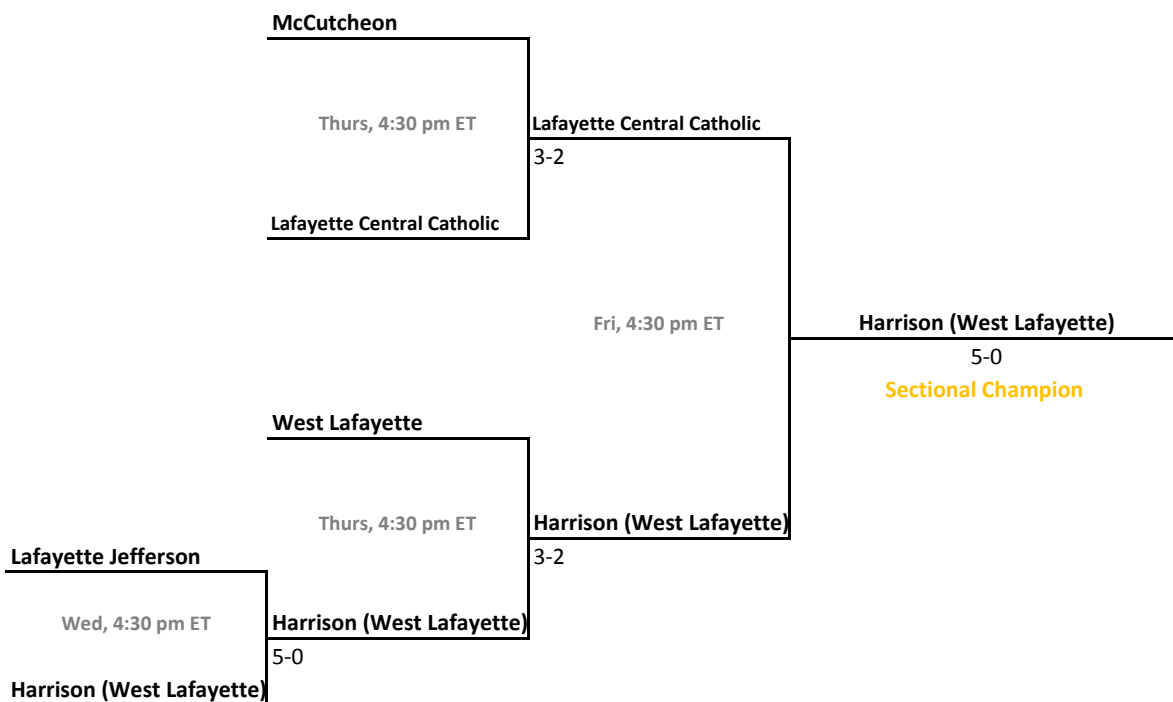 McCutcheon
Thurs, 4:30 pm ET
Lafayette Central Catholic
3-2
Lafayette Central Catholic
Fri, 4:30 pm ET
Harrison (West Lafayette)
5-0
Sectional Champion
West Lafayette
Thurs, 4:30 pm ET
Harrison (West Lafayette)
3-2
Lafayette Jefferson
Wed, 4:30 pm ET
Harrison (West Lafayette)
5-0
Harrison (West Lafayette)